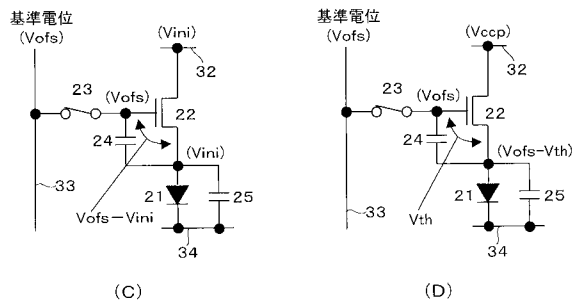 基準電位
(Vofs)
(Vini)
32
23
(Vofs)
22
24
(Vini)
21
25
33
Vofs−Vini
34
(C)
基準電位
(Vofs)
(Vccp)
32
23
(Vofs)
22
24
(Vofs−Vth)
21
25
33
Vth
34
(D)